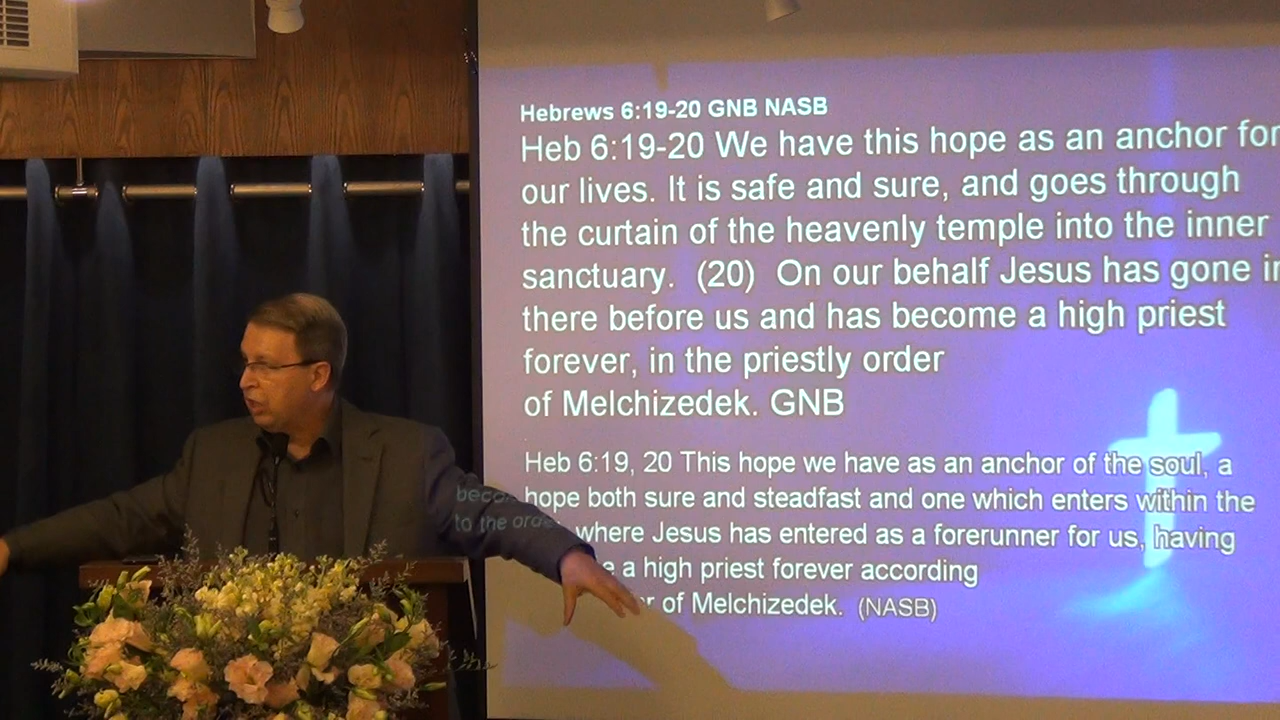 Hebrews 6:19-20 GNB NASB
Heb 6:19-20 We have this hope as an anchor for
our lives. It is safe and sure, and goes through
the curtain of the heavenly temple into the inner
sanctuary. (20) On our behalf Jesus has gone in
there before us and has become a high priest
forever, in the priestly order
of Melchizedek. GNB
Heb 6:19, 20 This hope we have as an anchor of the soul, a
hope both sure and steadfast and one which enters within the
where Jesus has entered as a forerunner for us, having
a high priest forever according
to the of Melchizedek. (NASB)